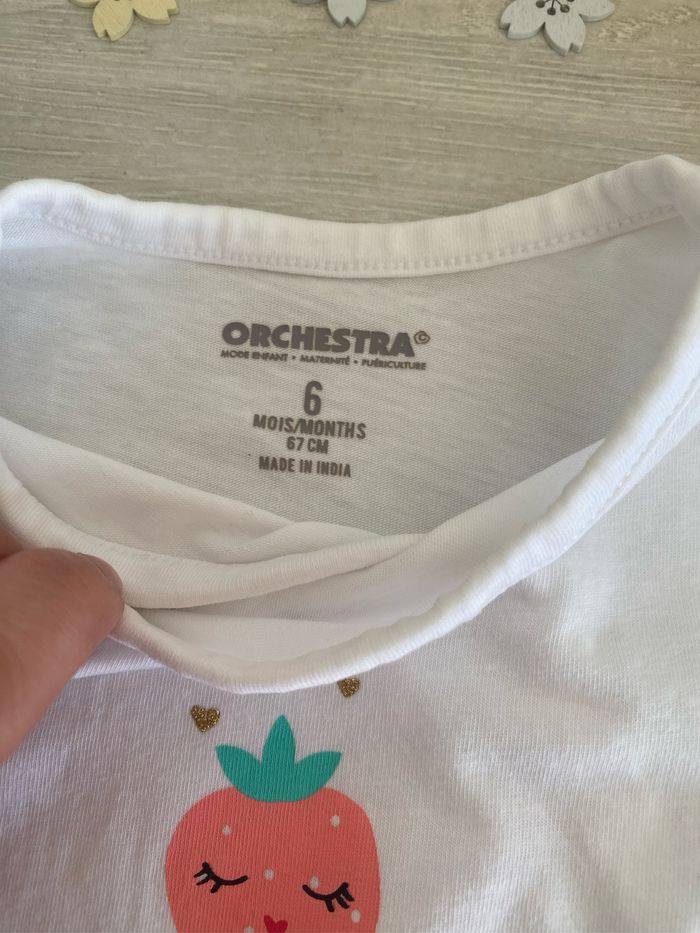 ORCHESTRA©
MODE ENFANT • MATERNITÉ • PUÉRICULTURE
6
MOIS/MONTHS
67 CM
MADE IN INDIA